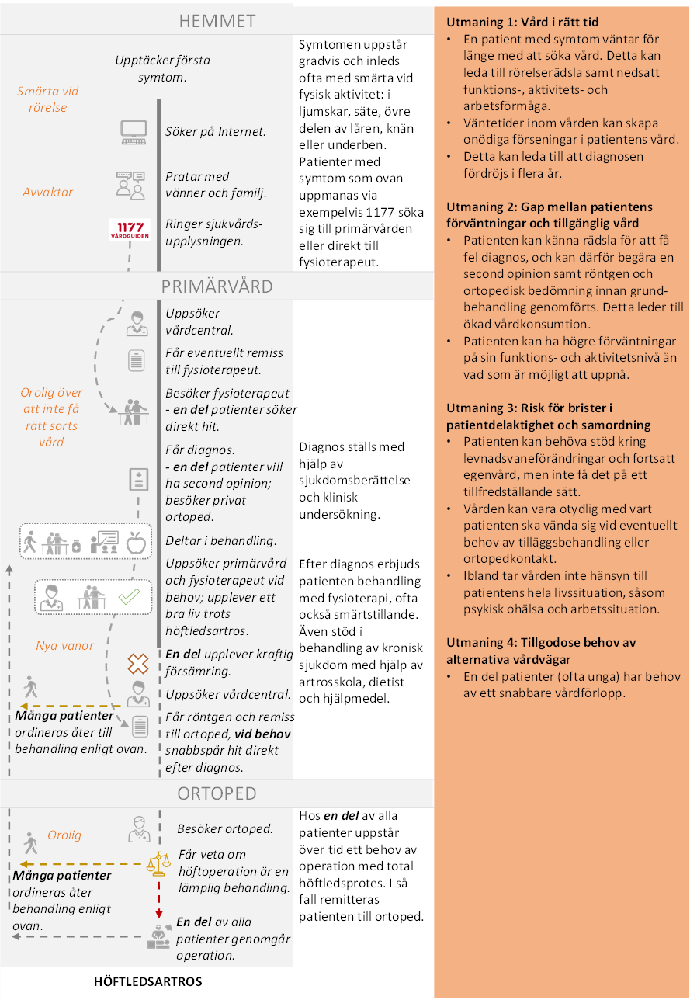 HEMMET
Upptäcker första
symtom.
Smärta vid
rörelse
Söker på Internet.
Avvaktar
Pratar med
vänner och familj.
1177
VÅRDGUIDEN
Ringer sjukvårds-
upplysningen.
Symtomen uppstår
gradvis och inleds
ofta med smärta vid
fysisk aktivitet: i
ljumskar, säte, övre
delen av låren, knän
eller underben.
Patienter med
symtom som ovan
uppmanas via
exempelvis 1177 söka
sig till primärvården
eller direkt till
fysioterapeut.
PRIMÄRVÅRD
Uppsöker
vårdcentral.
Får eventuellt remiss
till fysioterapeut.
Orolig över
att inte få
rätt sorts
vård
Besöker fysioterapeut
- en del patienter söker
direkt hit.
Får diagnos.
- en del patienter vill
ha second opinion;
besöker privat
ortoped.
Diagnos ställs med
hjälp av
sjukdomsberättelse
och klinisk
undersökning.
Deltar i behandling.
Uppsöker primärvård
och fysioterapeut vid
behov; upplever ett
bra liv trots
höftledsartros.
Efter diagnos erbjuds
patienten behandling
med fysioterapi, ofta
också smärtstillande.
Även stöd i
behandling av kronisk
sjukdom med hjälp av
artrosskola, dietist
och hjälpmedel.
Nya vanor
En del upplever kraftig
försämring.
Uppsöker vårdcentral.
Många patienter
ordineras åter till
behandling enligt ovan.
Får röntgen och remiss
till ortoped, vid behov
snabbspår hit direkt
efter diagnos.
ORTOPED
Orolig
Besöker ortoped.
Får veta om
höftoperation är en
lämplig behandling.
Många patienter
ordineras åter
behandling enligt
ovan.
En del av alla
patienter genomgår
operation.
Hos en del av alla
patienter uppstår
över tid ett behov av
operation med total
höftledsprotes. I så
fall remitteras
patienten till ortoped.
HÖFTLEDSARTROS
Utmaning 1: Vård i rätt tid
• En patient med symtom väntar för
länge med att söka vård. Detta kan
leda till rörelserädsla samt nedsatt
funktions-, aktivitets- och
arbetsförmåga.
• Väntetider inom vården kan skapa
onödiga förseningar i patientens vård.
• Detta kan leda till att diagnosen
fördröjs i flera år.
Utmaning 2: Gap mellan patientens
förväntningar och tillgänglig vård
• Patienten kan känna rädsla för att få
fel diagnos, och kan därför begära en
second opinion samt röntgen och
ortopedisk bedömning innan grund-
behandling genomförts. Detta leder till
ökad vårdkonsumtion.
• Patienten kan ha högre förväntningar
på sin funktions- och aktivitetsnivå än
vad som är möjligt att uppnå.
Utmaning 3: Risk för brister i
patientdelaktighet och samordning
• Patienten kan behöva stöd kring
levnadsvaneförändringar och fortsatt
egenvård, men inte få det på ett
tillfredställande sätt.
• Vården kan vara otydlig med vart
patienten ska vända sig vid eventuellt
behov av tilläggsbehandling eller
ortopedkontakt.
• Ibland tar vården inte hänsyn till
patientens hela livssituation, såsom
psykisk ohälsa och arbetssituation.
Utmaning 4: Tillgodose behov av
alternativa vårdvägar
• En del patienter (ofta unga) har behov
av ett snabbare vårdförlopp.